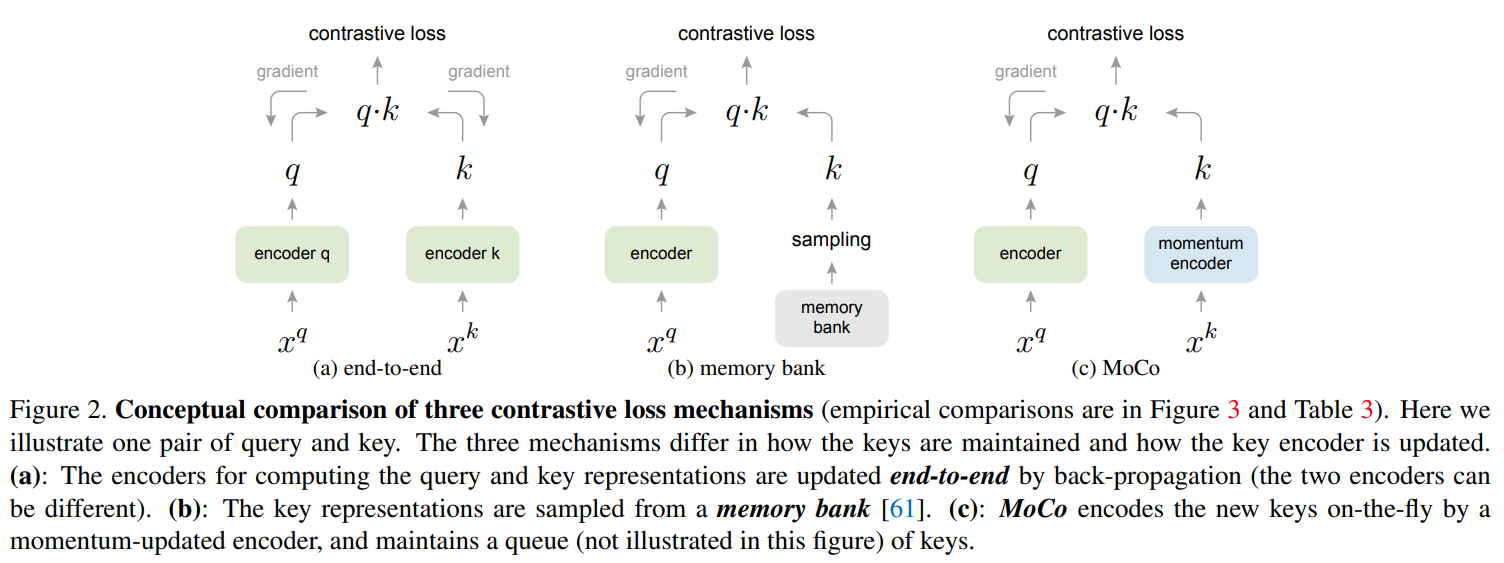 contrastive loss
gradient
gradient
q·k
q
k
encoder q
encoder k
x^q
x^k
(a) end-to-end
contrastive loss
gradient
q·k
q
k
sampling
encoder
memory
bank
x^q
(b) memory bank
contrastive loss
gradient
q·k
q
k
encoder
momentum
encoder
x^q
x^k
(c) MoCo
Figure 2. Conceptual comparison of three contrastive loss mechanisms (empirical comparisons are in Figure 3 and Table 3). Here we
illustrate one pair of query and key. The three mechanisms differ in how the keys are maintained and how the key encoder is updated.
(a): The encoders for computing the query and key representations are updated end-to-end by back-propagation (the two encoders can
be different). (b): The key representations are sampled from a memory bank [61]. (c): MoCo encodes the new keys on-the-fly by a
momentum-updated encoder, and maintains a queue (not illustrated in this figure) of keys.